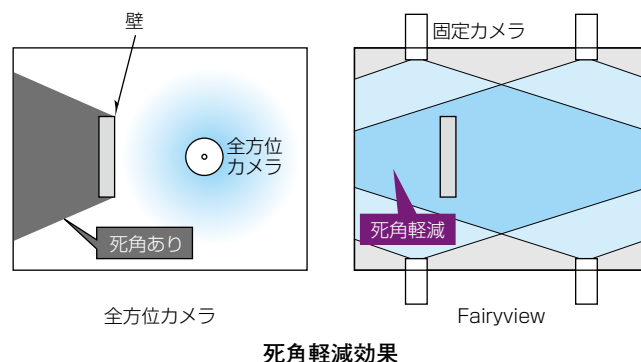 壁
全方位
カメラ
死角あり
全方位カメラ
固定カメラ
死角軽減
Fairyview
死角軽減効果